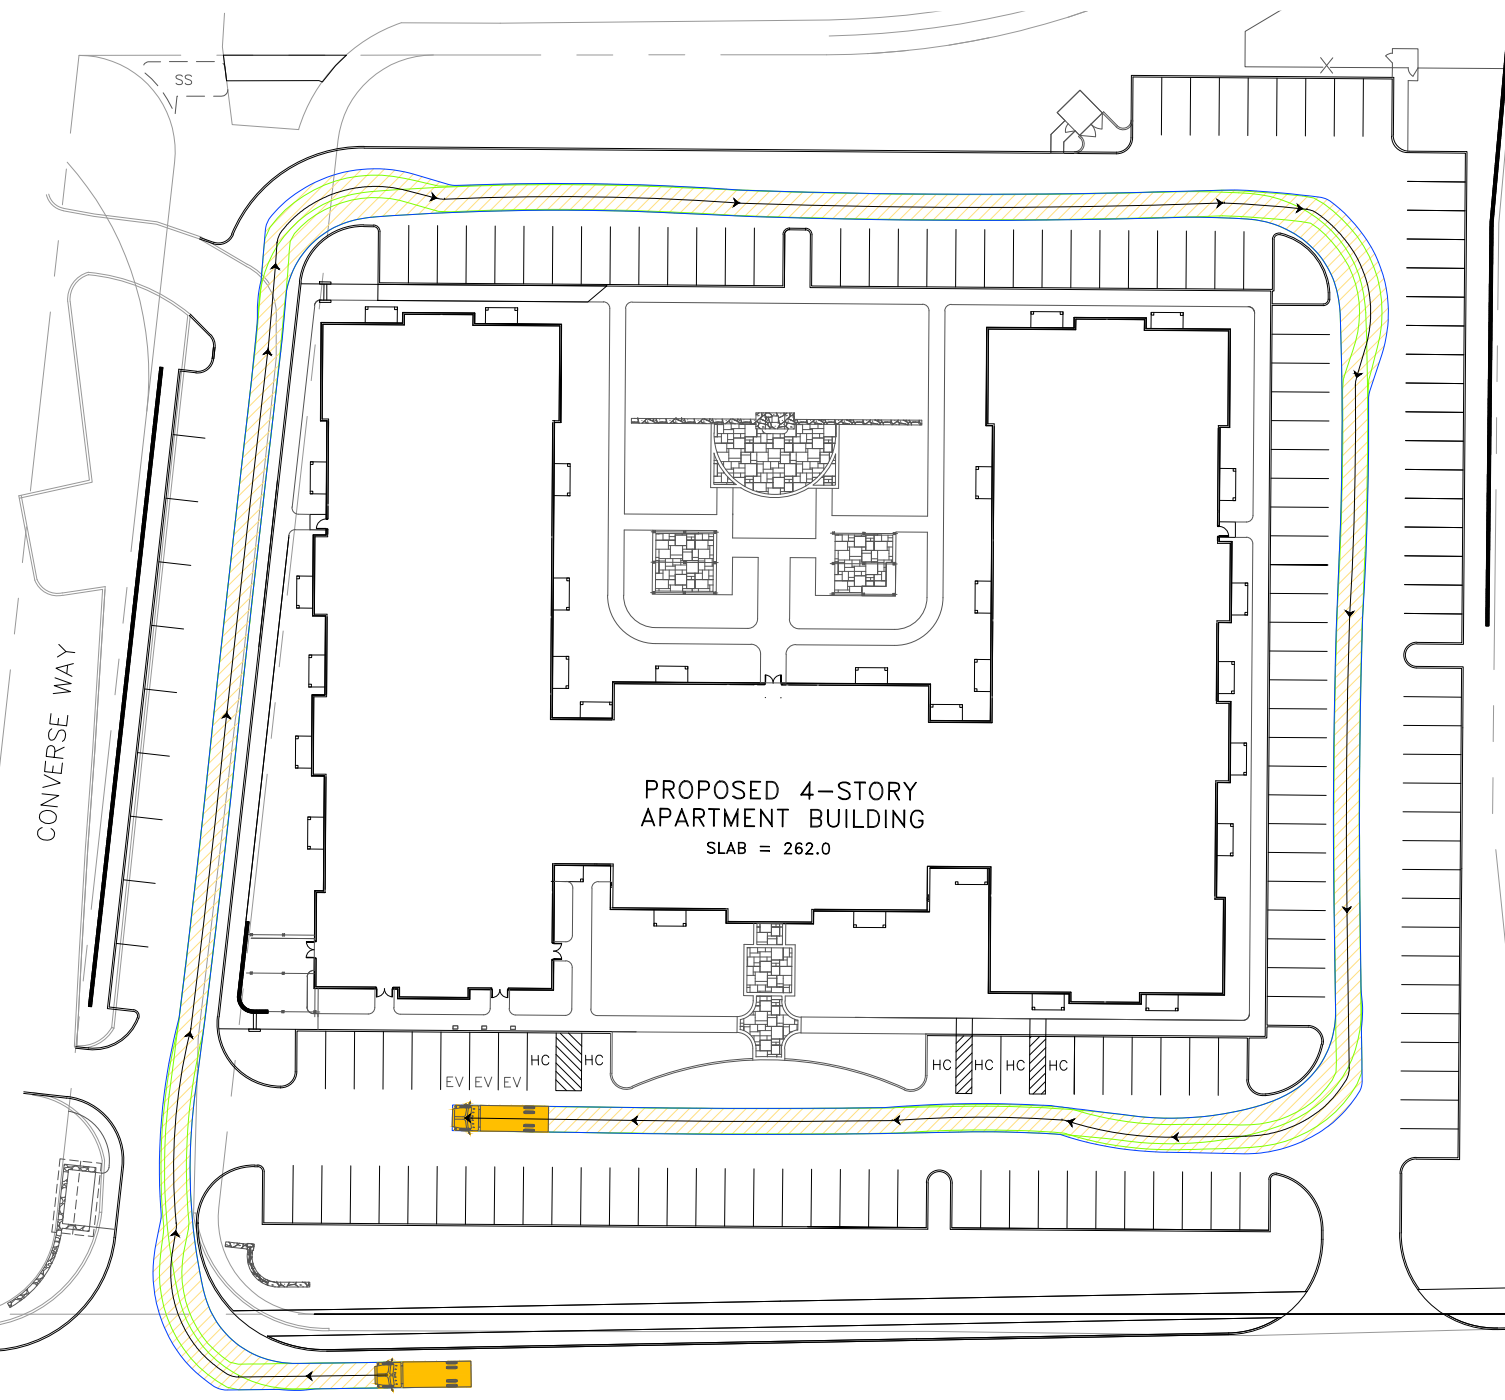 SS
CONVERSE WAY
PROPOSED 4-STORY
APARTMENT BUILDING
SLAB = 262.0
HC
HC
HC
HC
HC
HC
EV
EV
EV